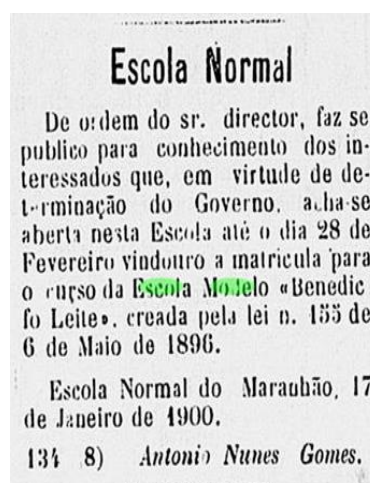 Escola Normal
De ordem do sr. director, faz se
publico para conhecimento dos in-
teressados que, em virtude de de-
terminação do Governo, acha-se
aberta nesta Escola até o dia 28 de
Fevereiro vindouro a matricula para
o curso da Escola Modelo «Benedic
to Leite», creada pela lei n. 155 de
6 de Maio de 1896.
Escola Normal do Maranhão, 17
de Janeiro de 1900.
134 8) Antonio Nunes Gomes.